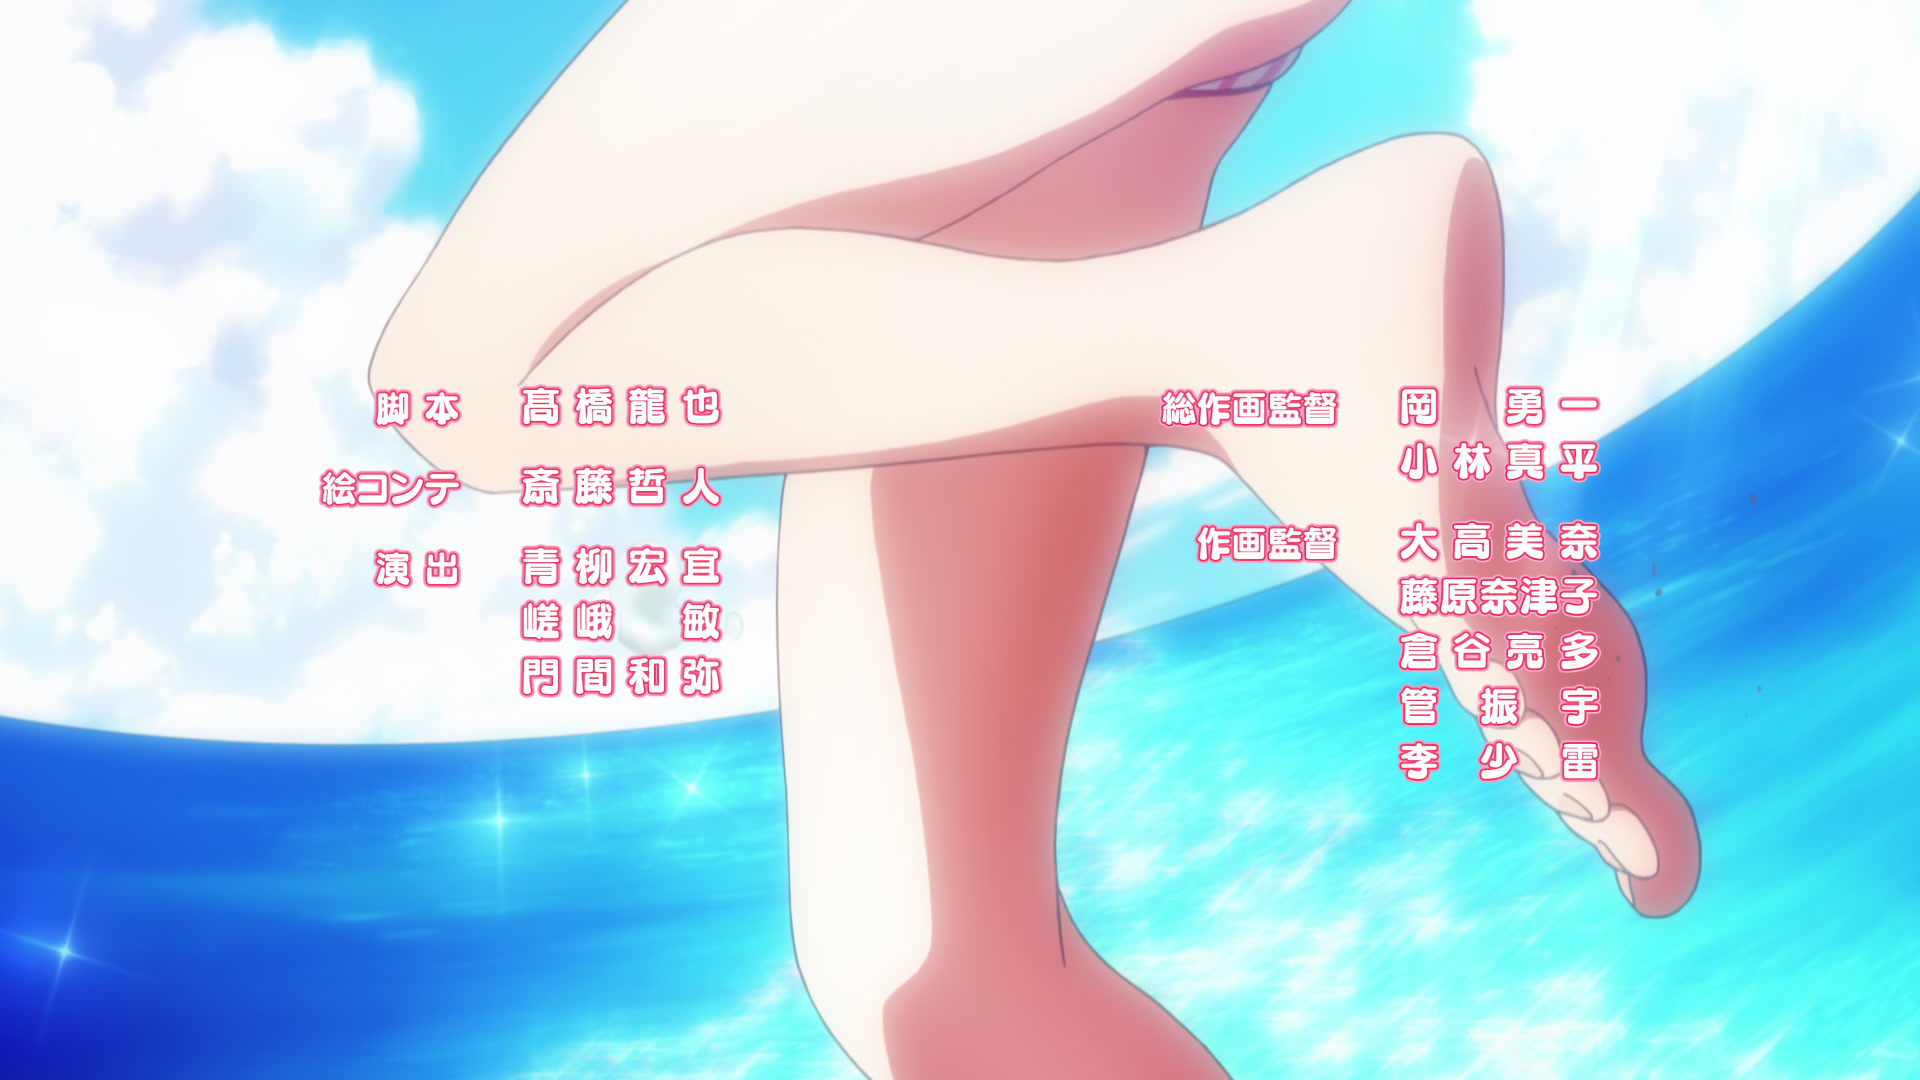 脚本 髙橋龍也
絵コンテ 斎藤哲人
演出 青柳宏宜
嵯峨敏
門間和弥
総作画監督 岡勇一
小林真平
作画監督 大高美奈
藤原奈津子
倉谷亮多
管振宇
李少雷